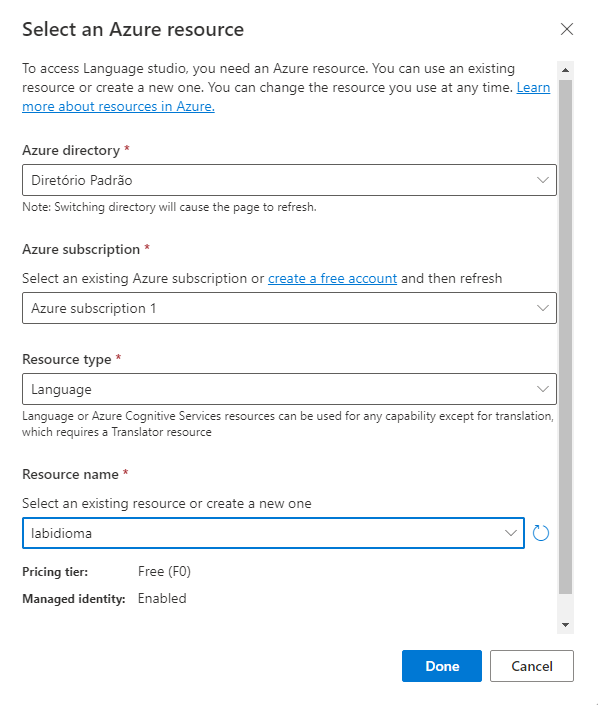 Select an Azure resource
To access Language studio, you need an Azure resource. You can use an existing
resource or create a new one. You can change the resource you use at any time. Learn
more about resources in Azure.
Azure directory *
Diretório Padrão
Note: Switching directory will cause the page to refresh.
Azure subscription *
Select an existing Azure subscription or create a free account and then refresh
Azure subscription 1
Resource type *
Language
Language or Azure Cognitive Services resources can be used for any capability except for translation,
which requires a Translator resource
Resource name *
Select an existing resource or create a new one
labidioma
Pricing tier: Free (F0)
Managed identity: Enabled
Done Cancel